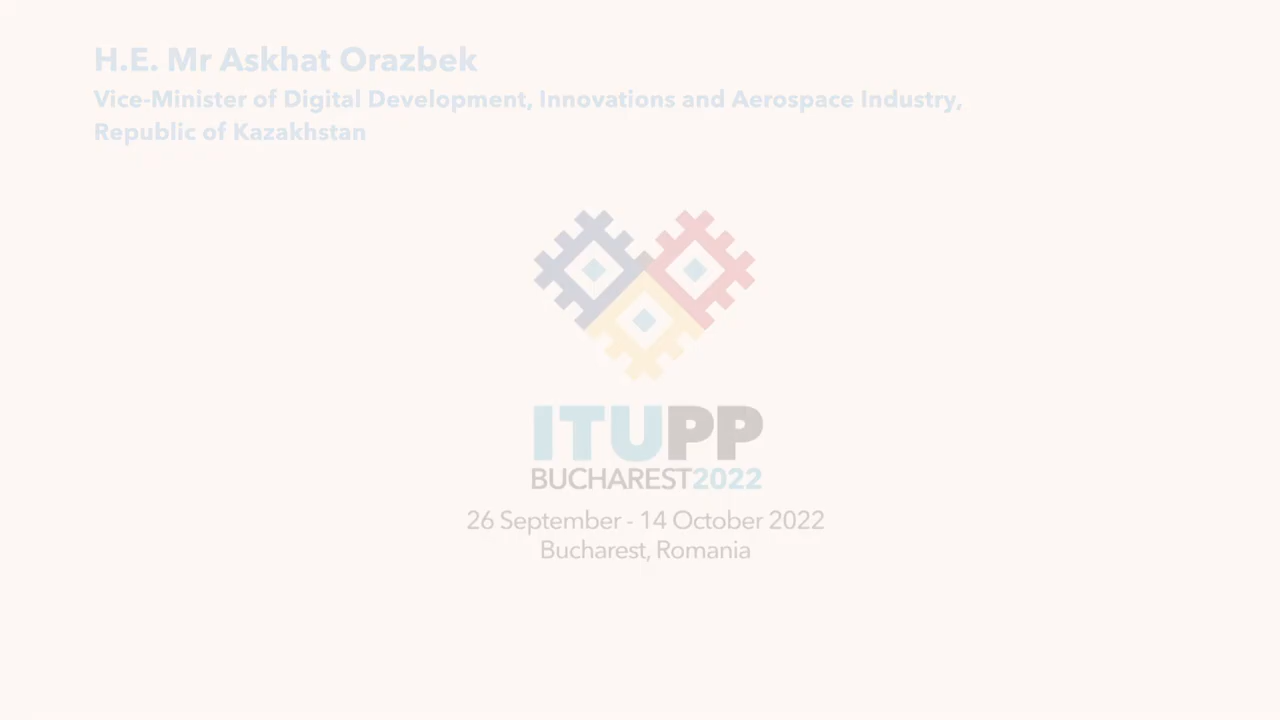 H.E. Mr Askhat Orazbek
Vice-Minister of Digital Development, Innovations and Aerospace Industry,
Republic of Kazakhstan
ITUPP
BUCHAREST2022
26 September - 14 October 2022
Bucharest, Romania